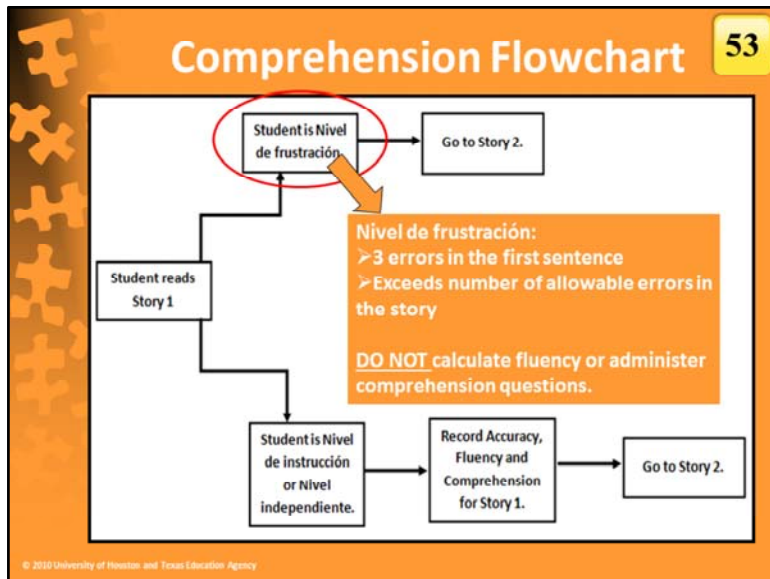 Comprehension Flowchart
53
Student is Nivel
de frustración.
Go to Story 2.
Nivel de frustración:
➢3 errors in the first sentence
➢Exceeds number of allowable errors in
the story
DO NOT calculate fluency or administer
comprehension questions.
Student reads
Story 1
Student is Nivel
de instrucción
or Nivel
independiente.
Record Accuracy,
Fluency and
Comprehension
for Story 1.
Go to Story 2.
© 2010 University of Houston and Texas Education Agency